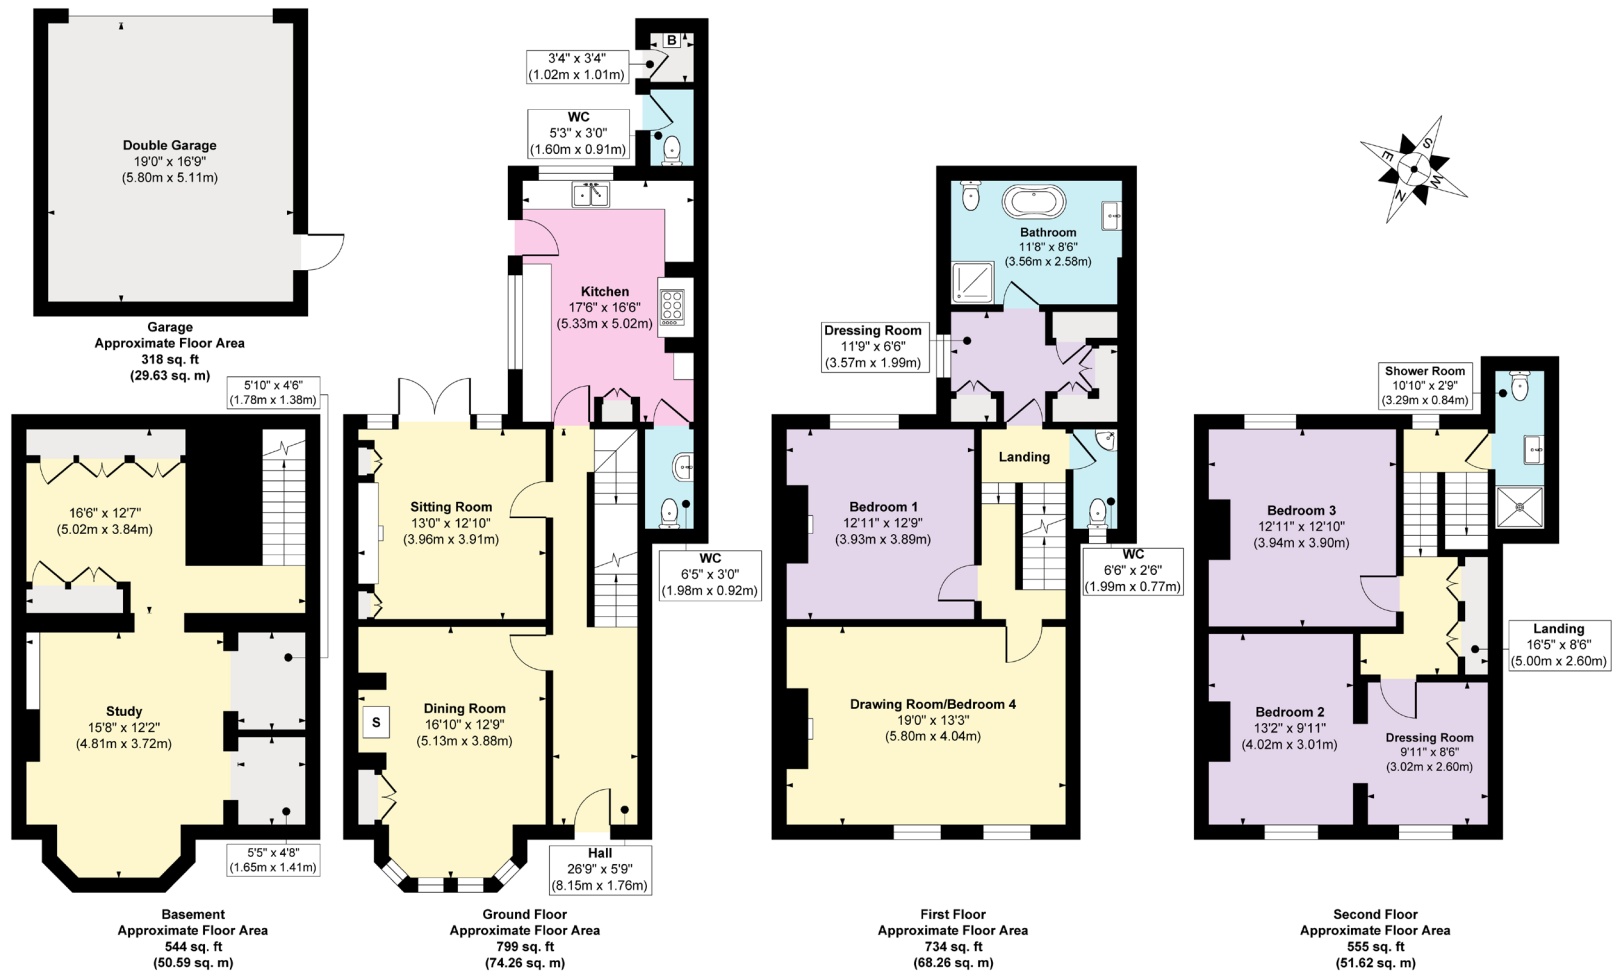 Double Garage
19'0" x 16'9"
(5.80m x 5.11m)
Garage
Approximate Floor Area
318 sq. ft
(29.63 sq. m)
5'10" x 4'6"
(1.78m x 1.38m)
16'6" x 12'7"
(5.02m x 3.84m)
Study
15'8" x 12'2"
(4.81m x 3.72m)
5'5" x 4'8"
(1.65m x 1.41m)
Basement
Approximate Floor Area
544 sq. ft
(50.59 sq. m)
B
3'4" x 3'4"
(1.02m x 1.01m)
WC
5'3" x 3'0"
(1.60m x 0.91m)
Kitchen
17'6" x 16'6"
(5.33m x 5.02m)
Sitting Room
13'0" x 12'10"
(3.96m x 3.91m)
WC
6'5" x 3'0"
(1.98m x 0.92m)
S
Dining Room
16'10" x 12'9"
(5.13m x 3.88m)
Hall
26'9" x 5'9"
(8.15m x 1.76m)
Ground Floor
Approximate Floor Area
799 sq. ft
(74.26 sq. m)
Bathroom
11'8" x 8'6"
(3.56m x 2.58m)
Dressing Room
11'9" x 6'6"
(3.57m x 1.99m)
Landing
Bedroom 1
12'11" x 12'9"
(3.93m x 3.89m)
WC
6'6" x 2'6"
(1.99m x 0.77m)
Drawing Room/Bedroom 4
19'0" x 13'3"
(5.80m x 4.04m)
First Floor
Approximate Floor Area
734 sq. ft
(68.26 sq. m)
S
E
W
N
Shower Room
10'10" x 2'9"
(3.29m x 0.84m)
Bedroom 3
12'11" x 12'10"
(3.94m x 3.90m)
Landing
16'5" x 8'6"
(5.00m x 2.60m)
Bedroom 2
13'2" x 9'11"
(4.02m x 3.01m)
Dressing Room
9'11" x 8'6"
(3.02m x 2.60m)
Second Floor
Approximate Floor Area
555 sq. ft
(51.62 sq. m)